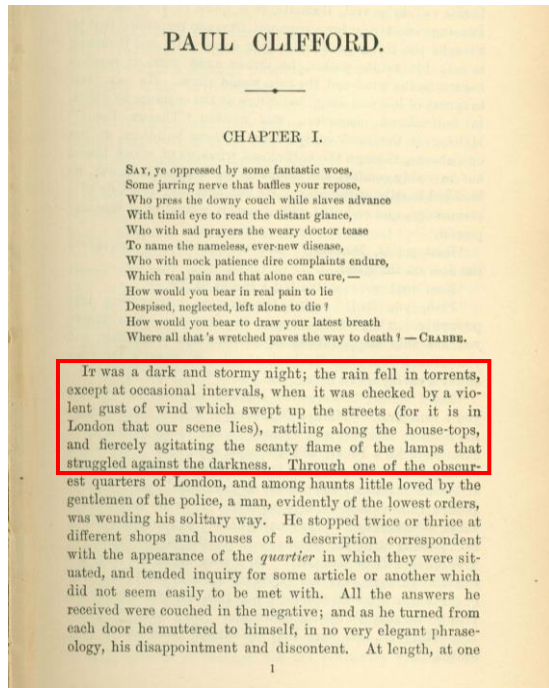 PAUL CLIFFORD.
CHAPTER I.
SAY, ye oppressed by some fantastic woes,
Some jarring nerve that baffles your repose,
Who press the downy couch while slaves advance
With timid eye to read the distant glance,
Who with sad prayers the weary doctor tease
To name the nameless, ever-new disease,
Who with mock patience dire complaints endure,
Which real pain and that alone can cure, —
How would you bear in real pain to lie
Despised, neglected, left alone to die?
How would you bear to draw your latest breath
Where all that's wretched paves the way to death? — CRABBE.
IT was a dark and stormy night; the rain fell in torrents,
except at occasional intervals, when it was checked by a vio-
lent gust of wind which swept up the streets (for it is in
London that our scene lies), rattling along the house-tops,
and fiercely agitating the scanty flame of the lamps that
struggled against the darkness. Through one of the obscur-
est quarters of London, and among haunts little loved by the
gentlemen of the police, a man, evidently of the lowest orders,
was wending his solitary way. He stopped twice or thrice at
different shops and houses of a description correspondent
with the appearance of the quartier in which they were sit-
uated, and tended inquiry for some article or another which
did not seem easily to be met with. All the answers he
received were couched in the negative; and as he turned from
each door he muttered to himself, in no very elegant phrase-
ology, his disappointment and discontent. At length, at one
1